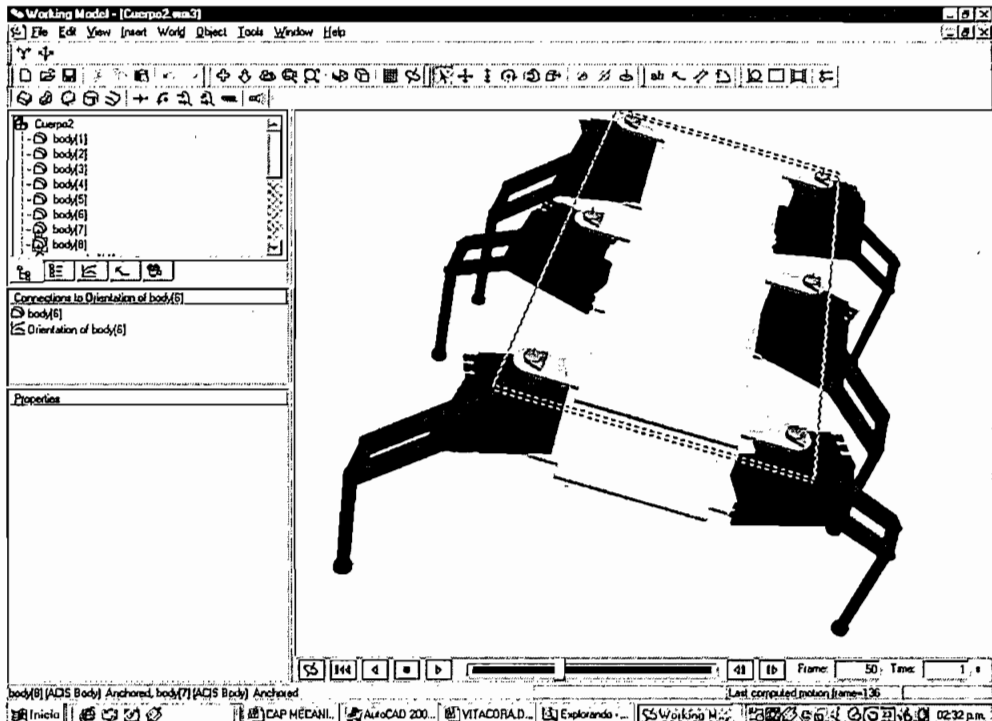 Working Model - [Cuerpo2.wm3]
File Edit View Insert World Object Tools Window Help
Cuerpo2
body[1]
body[2]
body[3]
body[4]
body[5]
body[6]
body[7]
body[8]
Connections to Orientation of body[6]
body[6]
Orientation of body[6]
Properties
Frame: 50 Time: 1 s
body[8] (ACIS Body) Anchored, body[7] (ACIS Body) Anchored
Last computed motion frame=136
Inicio CAP MECANI... AutoCAD 200... VITACORA.D... Explorando - ... Working M... 02:32 p.m.